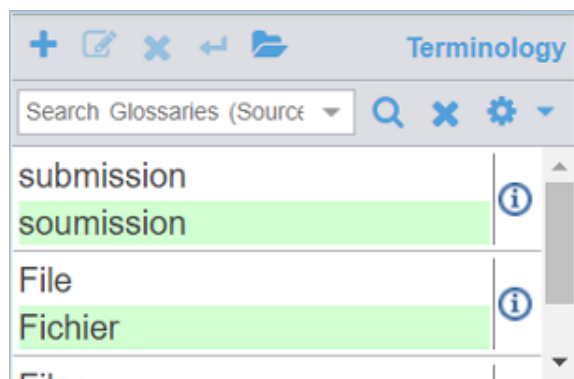 Terminology
Search Glossaries (Source
submission
soumission
File
Fichier